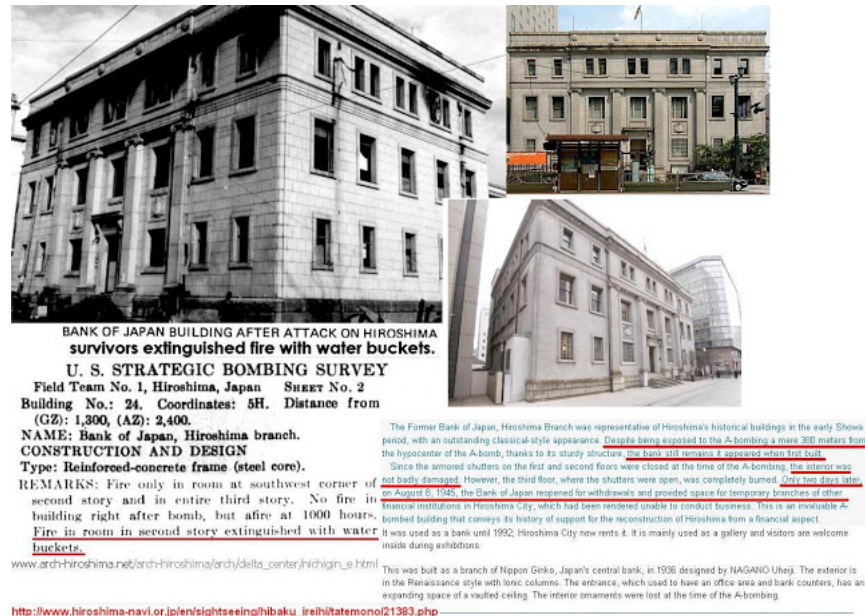 BANK OF JAPAN BUILDING AFTER ATTACK ON HIROSHIMA
survivors extinguished fire with water buckets.
U. S. STRATEGIC BOMBING SURVEY
Field Team No. 1, Hiroshima, Japan SHEET No. 2
Building No.: 24. Coordinates: 5H. Distance from
(GZ): 1,300, (AZ): 2,400.
NAME: Bank of Japan, Hiroshima branch.
CONSTRUCTION AND DESIGN
Type: Reinforced-concrete frame (steel core).
REMARKS: Fire only in room at southwest corner of
second story and in entire third story. No fire in
building right after bomb, but afire at 1000 hours.
Fire in room in second story extinguished with water
buckets.
www.arch-hiroshima.net/arch-hiroshima/arch/delta_center/nichigin_e.html
The Former Bank of Japan, Hiroshima Branch was representative of Hiroshima's historical buildings in the early Showa
period, with an outstanding classical-style appearance. Despite being exposed to the A-bombing a mere 380 meters from
the hypocenter of the A-bomb, thanks to its sturdy structure, the bank still remains it appeared when first built.
Since the armored shutters on the first and second floors were closed at the time of the A-bombing, the interior was
not badly damaged. However, the third floor, where the shutters were open, was completely burned. Only two days later,
on August 8, 1945, the Bank of Japan reopened for withdrawals and provided space for temporary branches of other
financial institutions in Hiroshima City, which had been rendered unable to conduct business. This is an invaluable A-
bombed building that conveys its history of support for the reconstruction of Hiroshima from a financial aspect.
It was used as a bank until 1992; Hiroshima City now rents it. It is mainly used as a gallery and visitors are welcome
inside during exhibitions.
This was built as a branch of Nippon Ginko, Japan's central bank, in 1936 designed by NAGANO Uheiji. The exterior is
in the Renaissance style with Ionic columns. The entrance, which used to have an office area and bank counters, has an
expanding space of a vaulted ceiling. The interior ornaments were lost at the time of the A-bombing.
http://www.hiroshima-navi.or.jp/en/sightseeing/hibaku_ireihi/tatemono/21383.php